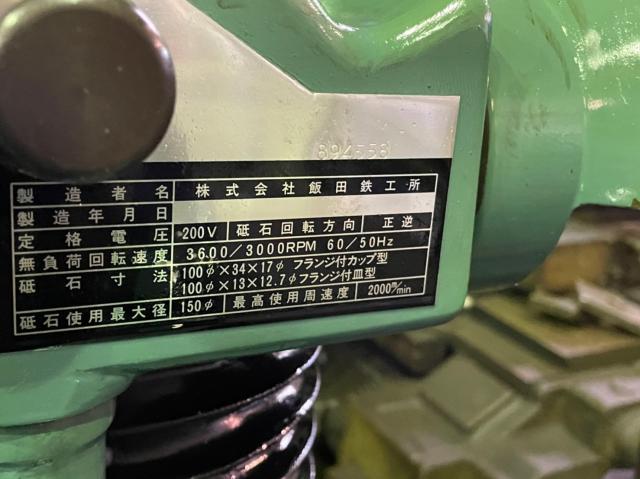 894558
製造者名 株式会社飯田鉄工所
製造年月日
定格電圧 200V 砥石回転方向 正逆
無負荷回転速度 3600/3000RPM 60/50Hz
砥石寸法 100φ×34×17φ フランジ付カップ型
100φ×13×12.7φ フランジ付皿型
砥石使用最大径 150φ 最高使用周速度 2000m/min